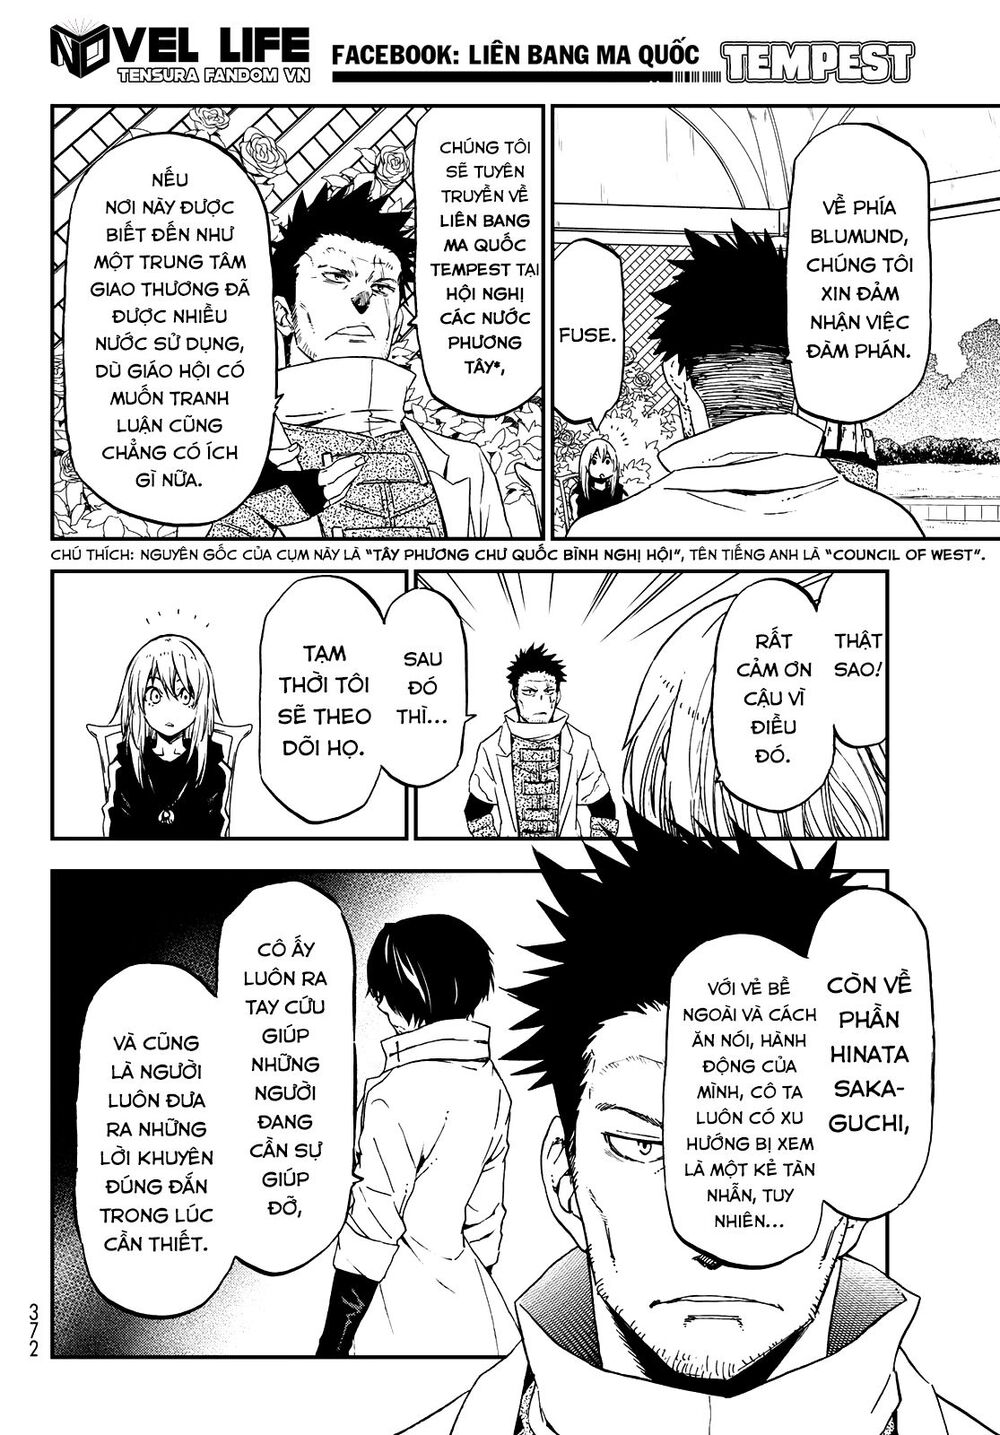 NOVEL LIFE
TENSURA FANDOM VN
FACEBOOK: LIÊN BANG MA QUỐC
TEMPEST
VỀ PHÍA
BLUMUND,
CHÚNG TÔI
XIN ĐẢM
NHẬN VIỆC
ĐÀM PHÁN.
FUSE.
CHÚNG TÔI
SẼ TUYÊN
TRUYỀN VỀ
LIÊN BANG
MA QUỐC
TEMPEST TẠI
HỘI NGHỊ
CÁC NƯỚC
PHƯƠNG
TÂY*,
NẾU
NƠI NÀY ĐƯỢC
BIẾT ĐẾN NHƯ
MỘT TRUNG TÂM
GIAO THƯƠNG ĐÃ
ĐƯỢC NHIỀU
NƯỚC SỬ DỤNG,
DÙ GIÁO HỘI CÓ
MUỐN TRANH
LUẬN CŨNG
CHẲNG CÓ ÍCH
GÌ NỮA.
CHÚ THÍCH: NGUYÊN GỐC CỦA CỤM NÀY LÀ “TÂY PHƯƠNG CHƯ QUỐC BÌNH NGHỊ HỘI”, TÊN TIẾNG ANH LÀ “COUNCIL OF WEST”.
THẬT
SAO!
RẤT
CẢM ƠN
CẬU VÌ
ĐIỀU
ĐÓ.
SAU
ĐÓ
THÌ...
TẠM
THỜI TÔI
SẼ THEO
DÕI HỌ.
CÒN VỀ
PHẦN
HINATA
SAKA-
GUCHI,
VỚI VẺ BỀ
NGOÀI VÀ CÁCH
ĂN NÓI, HÀNH
ĐỘNG CỦA
MÌNH, CÔ TA
LUÔN CÓ XU
HƯỚNG BỊ XEM
LÀ MỘT KẺ TÀN
NHẪN, TUY
NHIÊN...
CÔ ẤY
LUÔN RA
TAY CỨU
GIÚP
NHỮNG
NGƯỜI
ĐANG
CẦN SỰ
GIÚP
ĐỠ,
VÀ CŨNG
LÀ NGƯỜI
LUÔN ĐƯA
RA NHỮNG
LỜI KHUYÊN
ĐÚNG ĐẮN
TRONG LÚC
CẦN THIẾT.
372